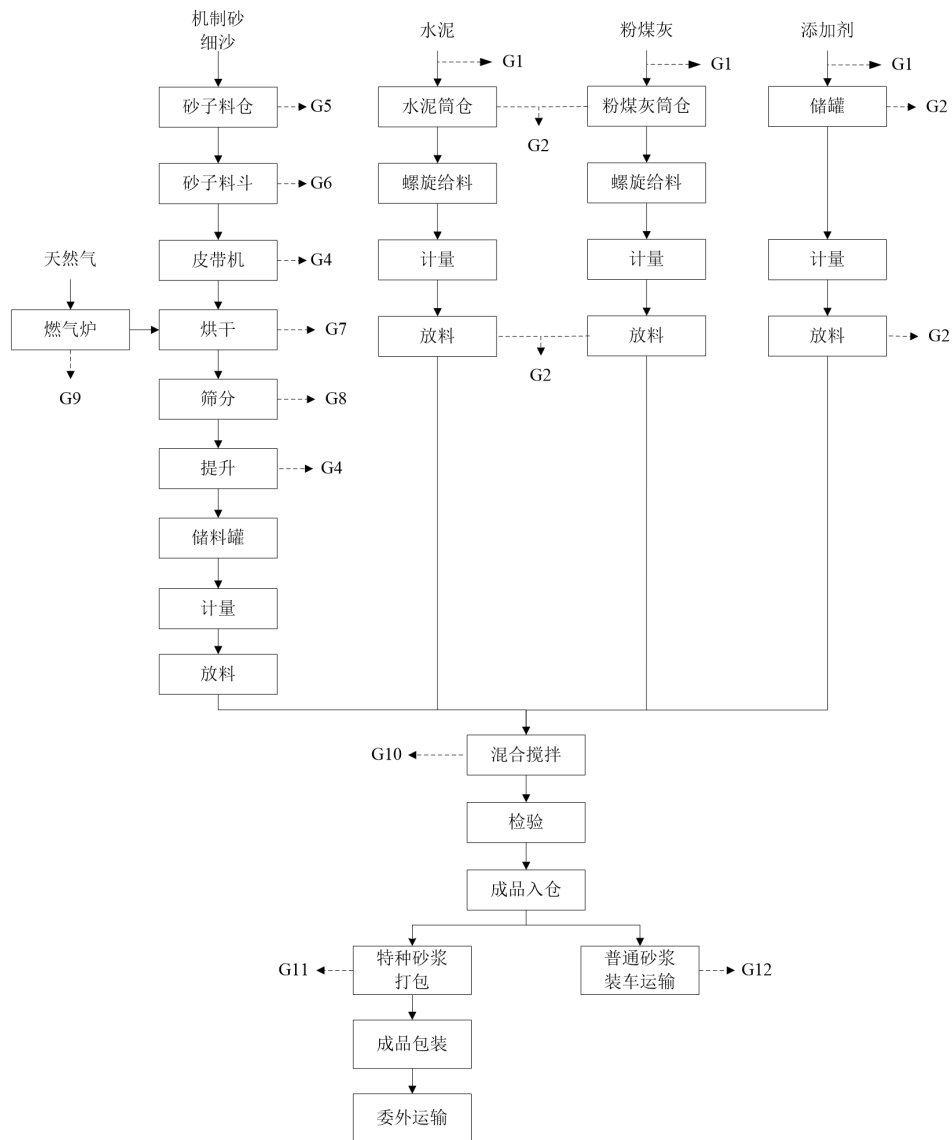 机制砂
细沙
水泥
粉煤灰
添加剂
G1
G1
G1
砂子料仓
G5
水泥筒仓
粉煤灰筒仓
储罐
G2
G2
砂子料斗
G6
螺旋给料
螺旋给料
天然气
皮带机
G4
计量
计量
计量
燃气炉
烘干
G7
放料
放料
放料
G2
G2
G9
筛分
G8
提升
G4
储料罐
计量
放料
G10
混合搅拌
检验
成品入仓
G11
特种砂浆
打包
普通砂浆
装车运输
G12
成品包装
委外运输